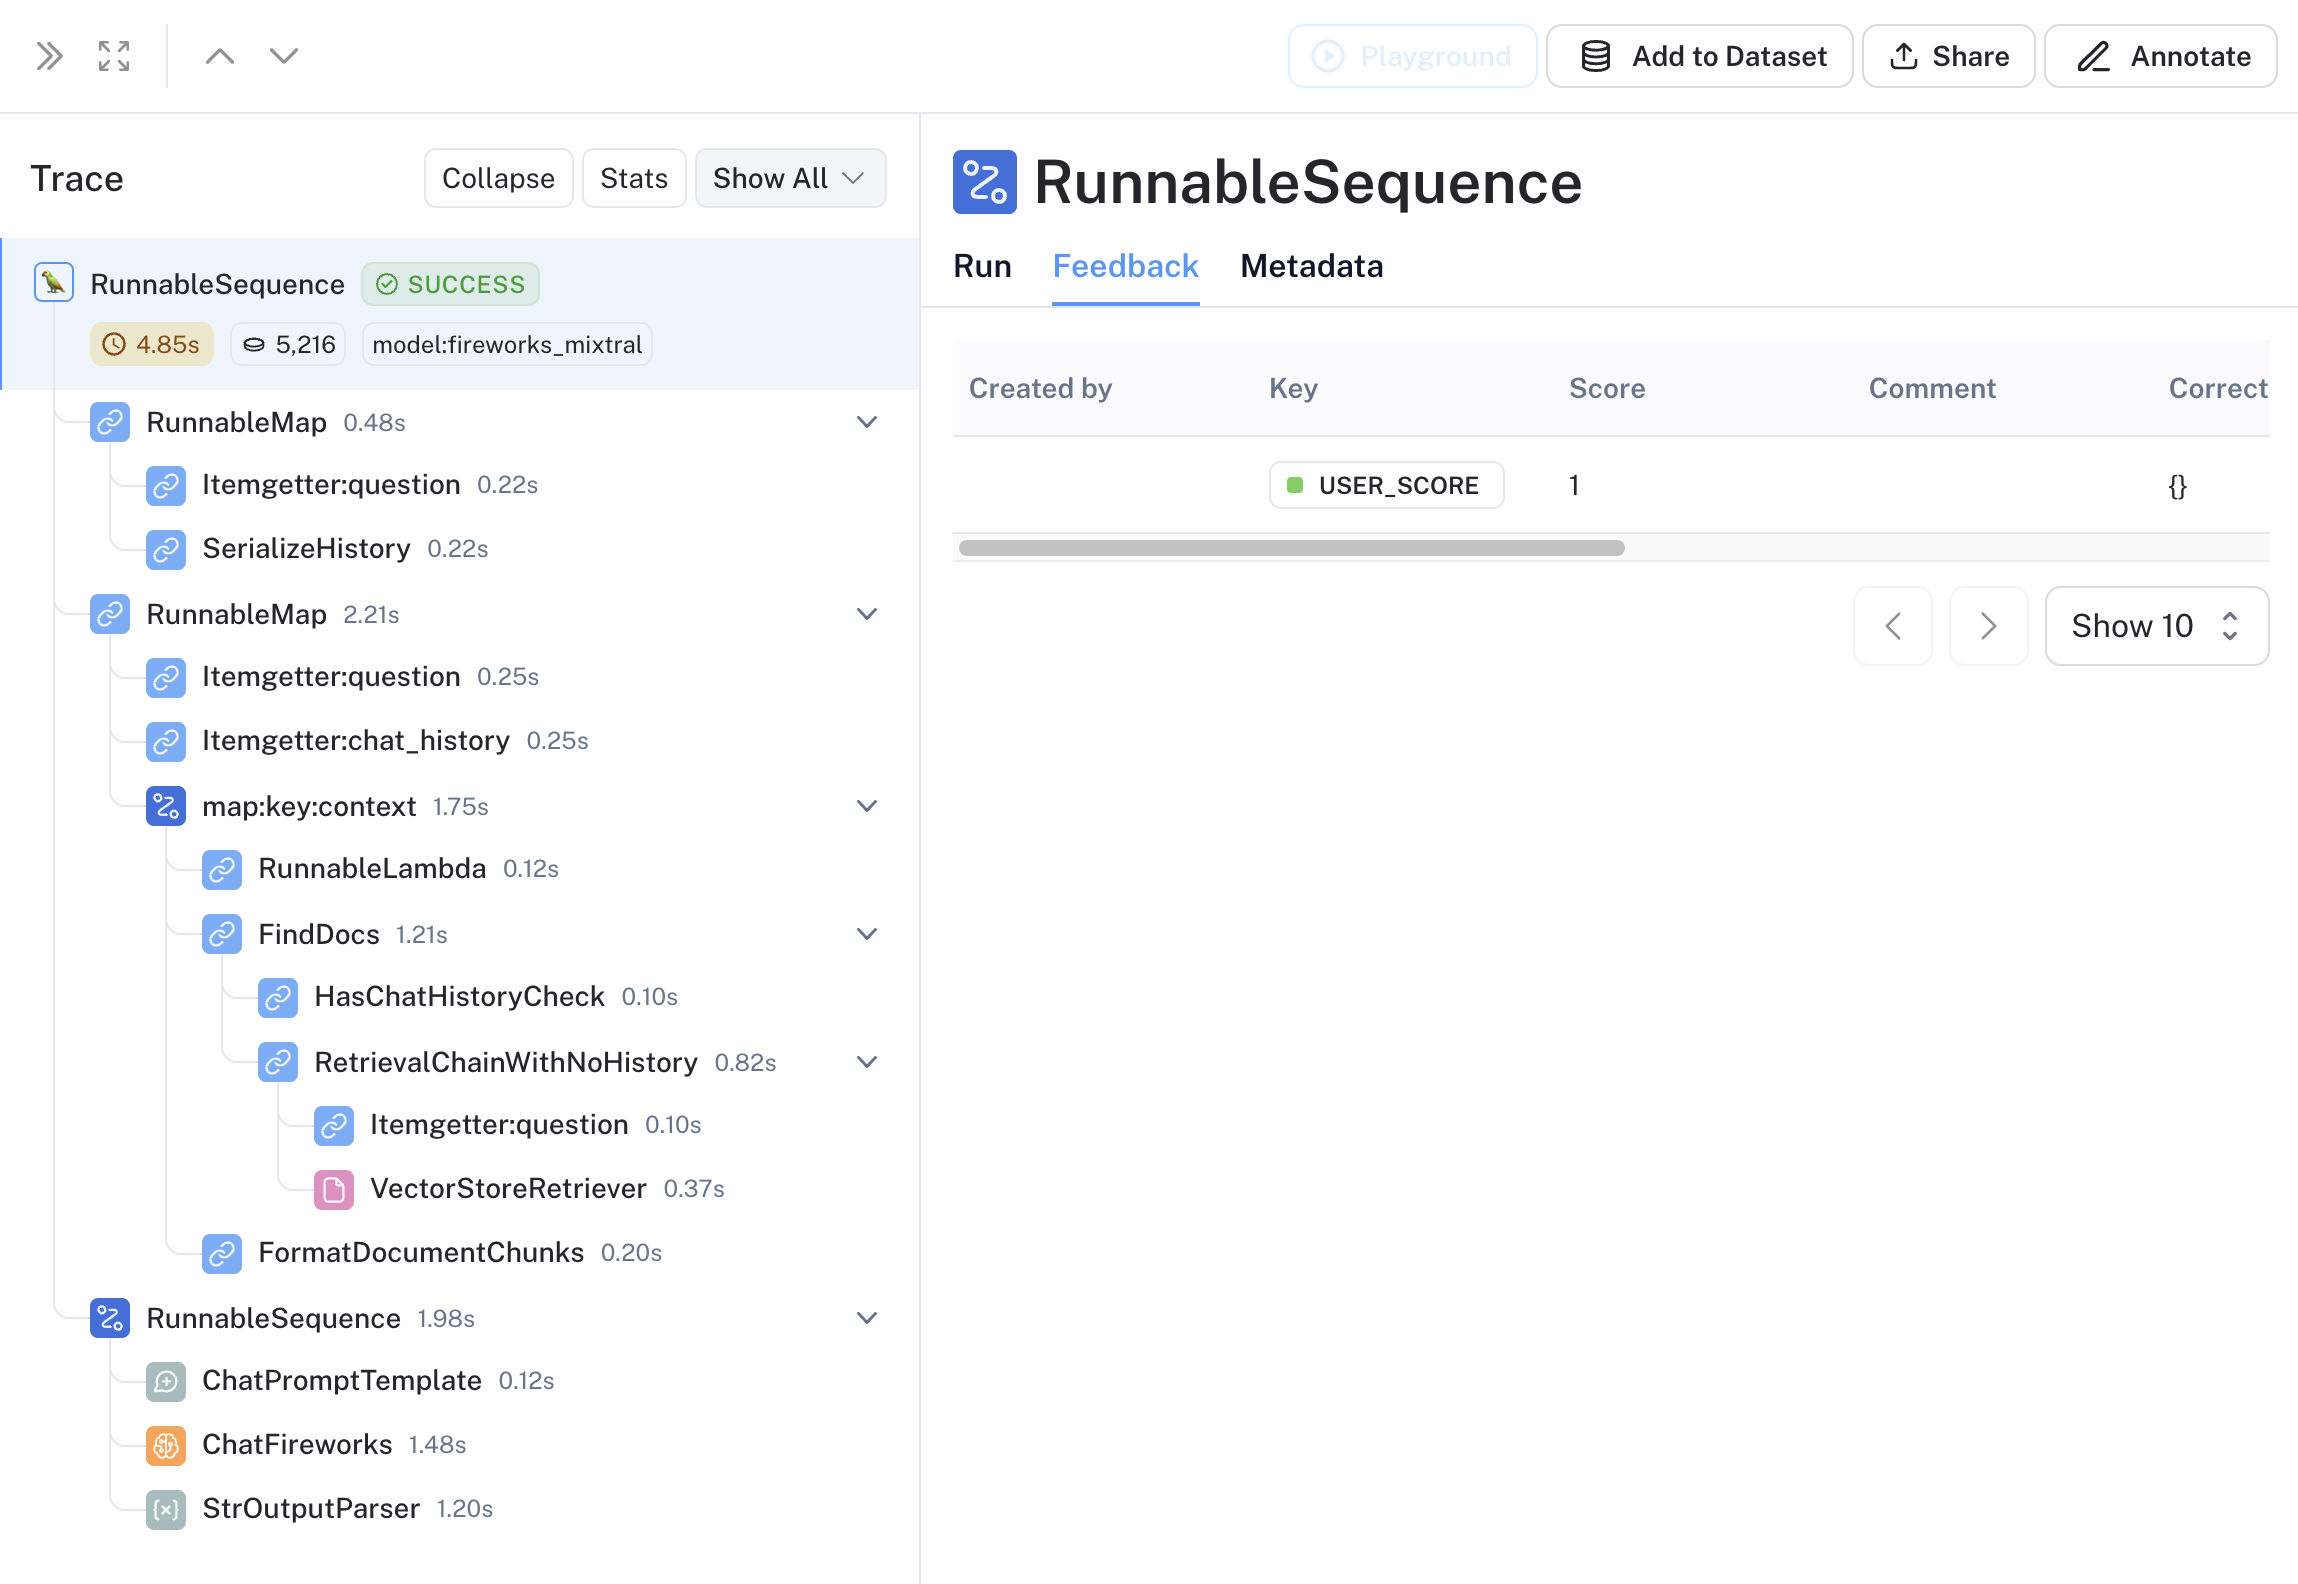 Playground
Add to Dataset
Share
Annotate
Trace
Collapse
Stats
Show All
RunnableSequence
SUCCESS
4.85s
5,216
model:fireworks_mixtral
RunnableMap 0.48s
Itemgetter:question 0.22s
SerializeHistory 0.22s
RunnableMap 2.21s
Itemgetter:question 0.25s
Itemgetter:chat_history 0.25s
map:key:context 1.75s
RunnableLambda 0.12s
FindDocs 1.21s
HasChatHistoryCheck 0.10s
RetrievalChainWithNoHistory 0.82s
Itemgetter:question 0.10s
VectorStoreRetriever 0.37s
FormatDocumentChunks 0.20s
RunnableSequence 1.98s
ChatPromptTemplate 0.12s
ChatFireworks 1.48s
StrOutputParser 1.20s
RunnableSequence
Run Feedback Metadata
Created by Key Score Comment Correct
USER_SCORE 1 {}
Show 10